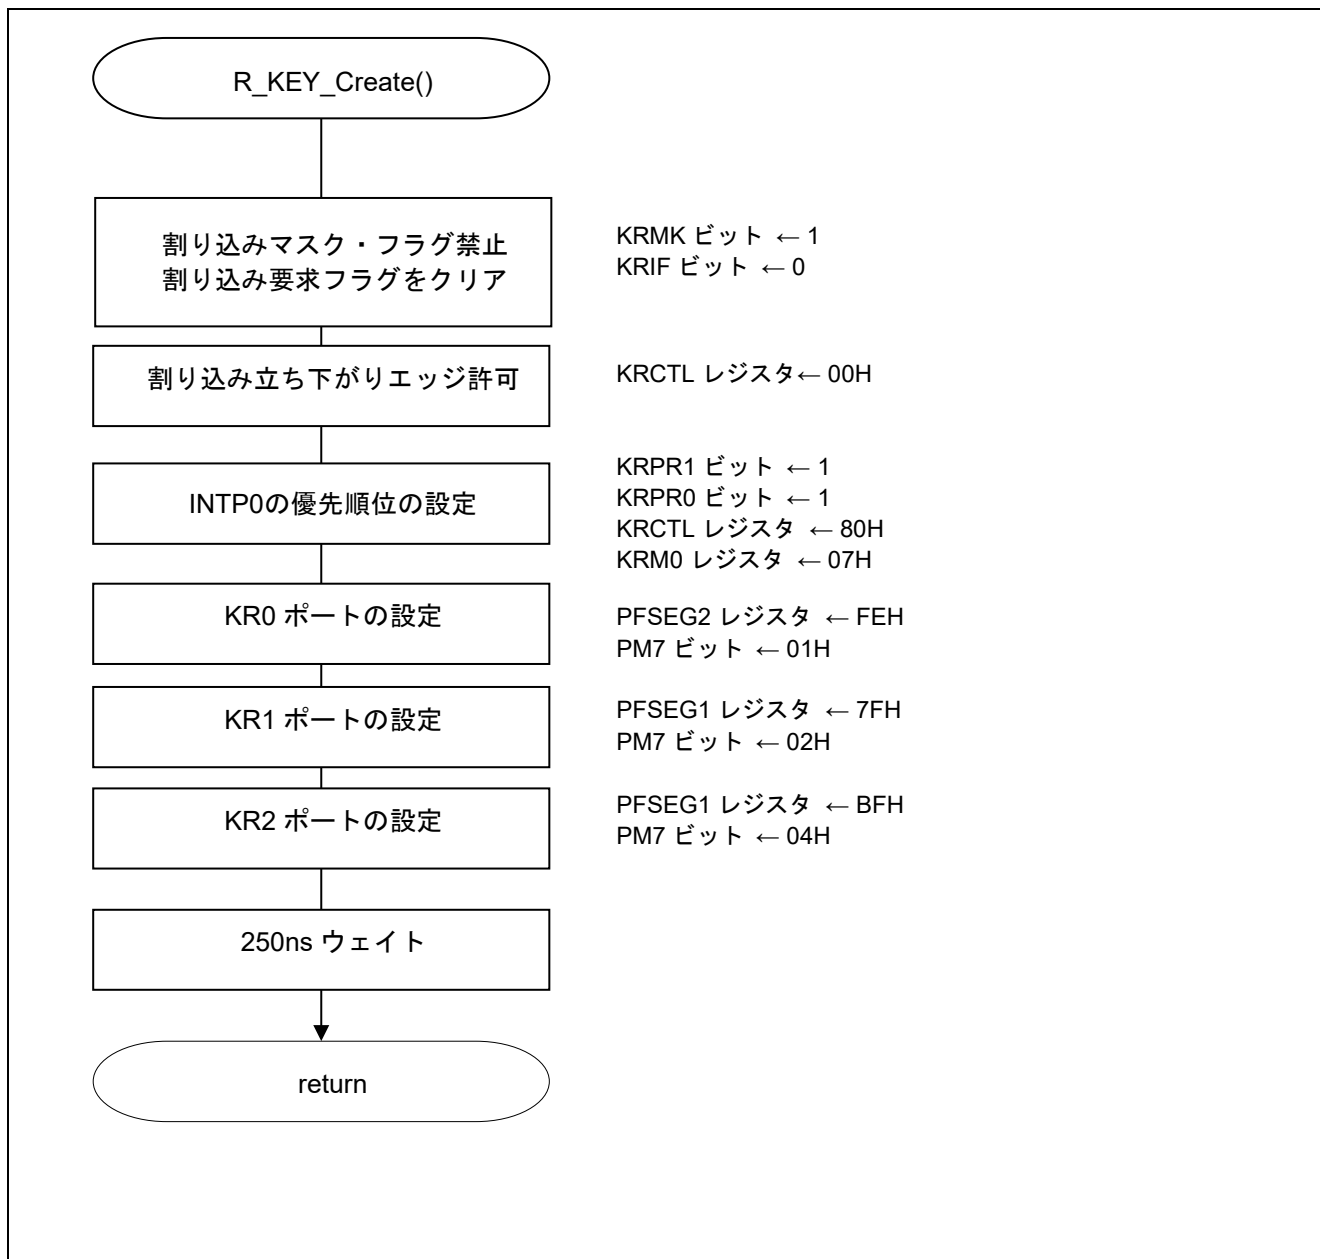 R_KEY_Create()
割り込みマスク・フラグ禁止
割り込み要求フラグをクリア
KRMK ビット ← 1
KRIF ビット ← 0
割り込み立ち下がりエッジ許可
KRCTL レジスタ← 00H
INTP0の優先順位の設定
KRPR1 ビット ← 1
KRPR0 ビット ← 1
KRCTL レジスタ ← 80H
KRM0 レジスタ ← 07H
KR0 ポートの設定
PFSEG2 レジスタ ← FEH
PM7 ビット ← 01H
KR1 ポートの設定
PFSEG1 レジスタ ← 7FH
PM7 ビット ← 02H
KR2 ポートの設定
PFSEG1 レジスタ ← BFH
PM7 ビット ← 04H
250ns ウェイト
return